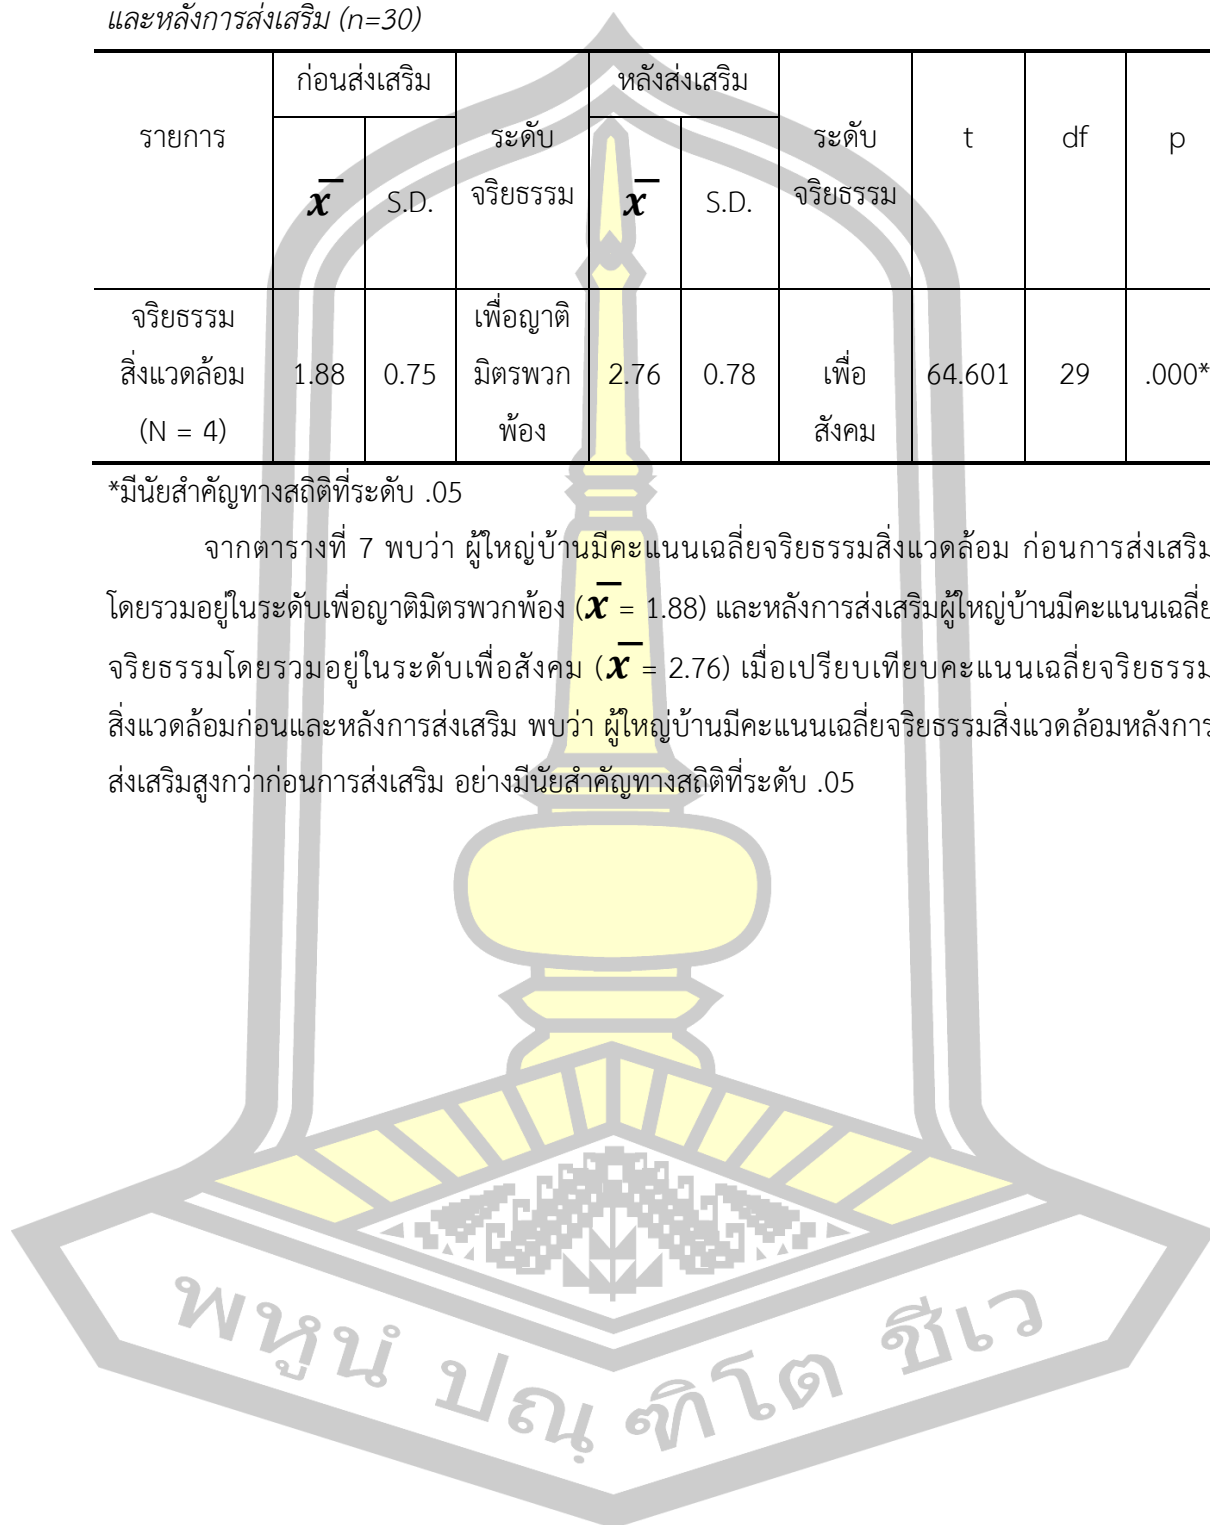 และหลังการส่งเสริม (n=30)
รายการ ก่อนส่งเสริม ระดับจริยธรรม หลังส่งเสริม ระดับจริยธรรม t df p
x̄ S.D. x̄ S.D.
จริยธรรม เพื่อญาติ
สิ่งแวดล้อม 1.88 0.75 มิตรพวก 2.76 0.78 เพื่อ 64.601 29 .000*
(N = 4) พ้อง สังคม
*มีนัยสำคัญทางสถิติที่ระดับ .05
จากตารางที่ 7 พบว่า ผู้ใหญ่บ้านมีคะแนนเฉลี่ยจริยธรรมสิ่งแวดล้อม ก่อนการส่งเสริม
โดยรวมอยู่ในระดับเพื่อญาติมิตรพวกพ้อง (x̄ = 1.88) และหลังการส่งเสริมผู้ใหญ่บ้านมีคะแนนเฉลี่ย
จริยธรรมโดยรวมอยู่ในระดับเพื่อสังคม (x̄ = 2.76) เมื่อเปรียบเทียบคะแนนเฉลี่ยจริยธรรม
สิ่งแวดล้อมก่อนและหลังการส่งเสริม พบว่า ผู้ใหญ่บ้านมีคะแนนเฉลี่ยจริยธรรมสิ่งแวดล้อมหลังการ
ส่งเสริมสูงกว่าก่อนการส่งเสริม อย่างมีนัยสำคัญทางสถิติที่ระดับ .05
พหูนํ ปณฺฑิโต ชีเว